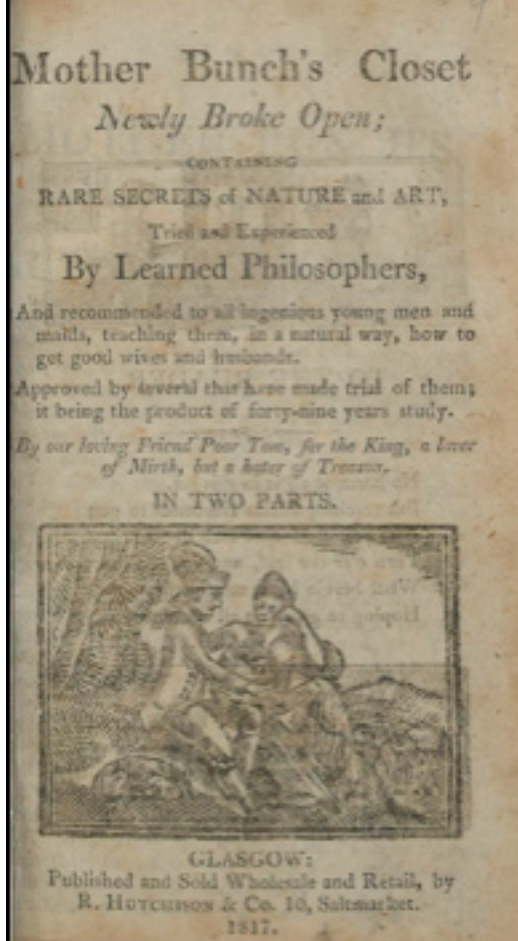 Mother Bunch's Closet
Newly Broke Open;
CONTAINING
RARE SECRETS of NATURE and ART,
Tried and Experienced
By Learned Philosophers,
And recommended to all ingenious young men and
maids, teaching them, in a natural way, how to
get good wives and husbands.
Approved by several that have made trial of them;
it being the product of forty-nine years study.
By our loving Friend Poor Tom, for the King, a lover
of Mirth, but a hater of Treason.
IN TWO PARTS.
GLASGOW:
Published and Sold Wholesale and Retail, by
R. HUTCHISON & Co. 10, Saltmarket.
1817.